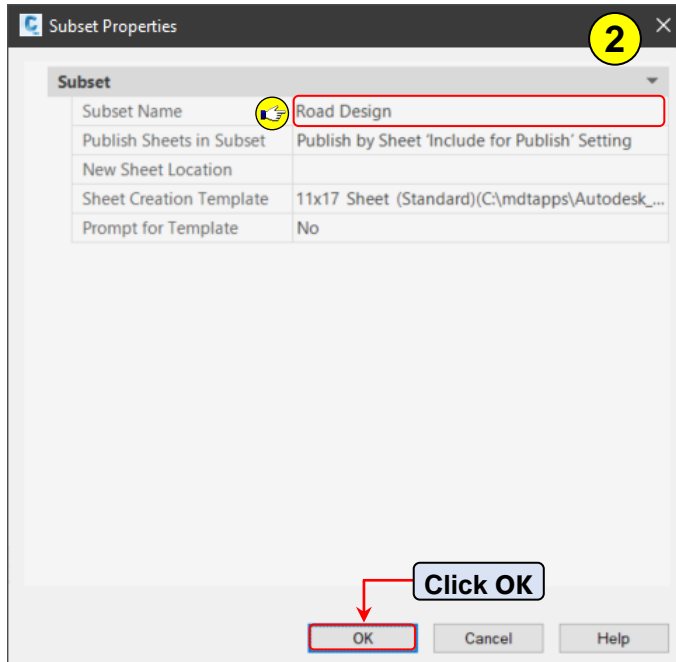 Subset Properties
2
Subset
Subset Name Road Design
Publish Sheets in Subset Publish by Sheet 'Include for Publish' Setting
New Sheet Location
Sheet Creation Template 11x17 Sheet (Standard)(C:\mdtapps\Autodesk_...
Prompt for Template No
Click OK
OK Cancel Help